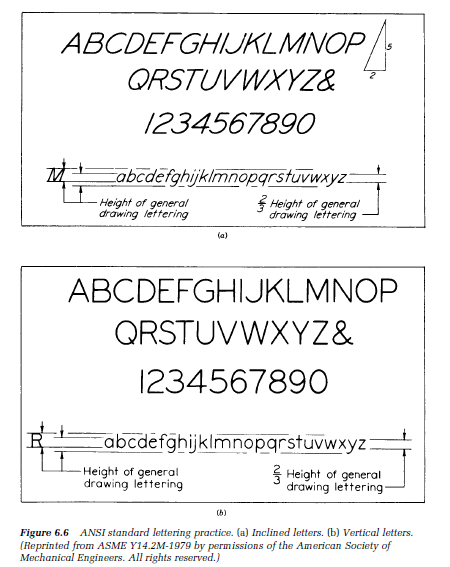 ABCDEFGHIJKLMNOP
5
2
QRSTUVWXYZ&
1234567890
M abcdefghijklmnopqrstuvwxyz
Height of general
drawing lettering
2/3 Height of general
drawing lettering
(a)
ABCDEFGHIJKLMNOP
QRSTUVWXYZ&
1234567890
R abcdefghijklmnopqrstuvwxyz
Height of general
drawing lettering
2/3 Height of general
drawing lettering
(b)
Figure 6.6 ANSI standard lettering practice. (a) Inclined letters. (b) Vertical letters.
(Reprinted from ASME Y14.2M-1979 by permissions of the American Society of
Mechanical Engineers. All rights reserved.)